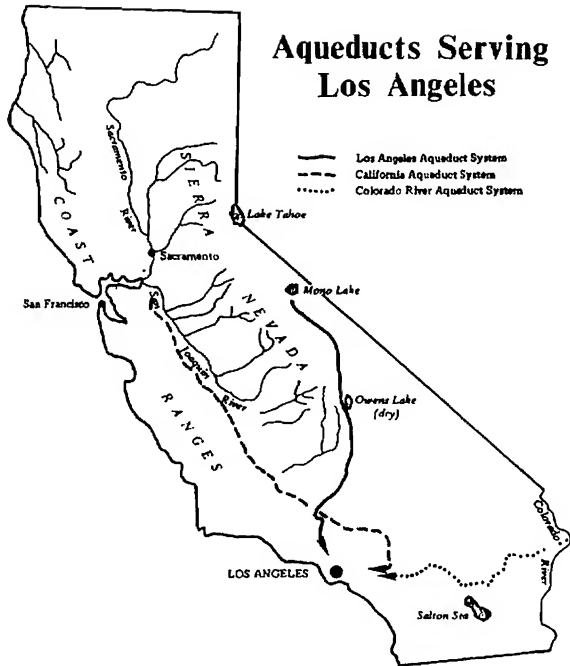 Aqueducts Serving
Los Angeles
Los Angeles Aqueduct System
California Aqueduct System
Colorado River Aqueduct System
Sacramento
River
SIERRA
NEVADA
COAST
RANGES
Lake Tahoe
Sacramento
Mono Lake
San Francisco
San
Joaquin
River
Owens Lake
(dry)
Colorado
River
LOS ANGELES
Salton Sea